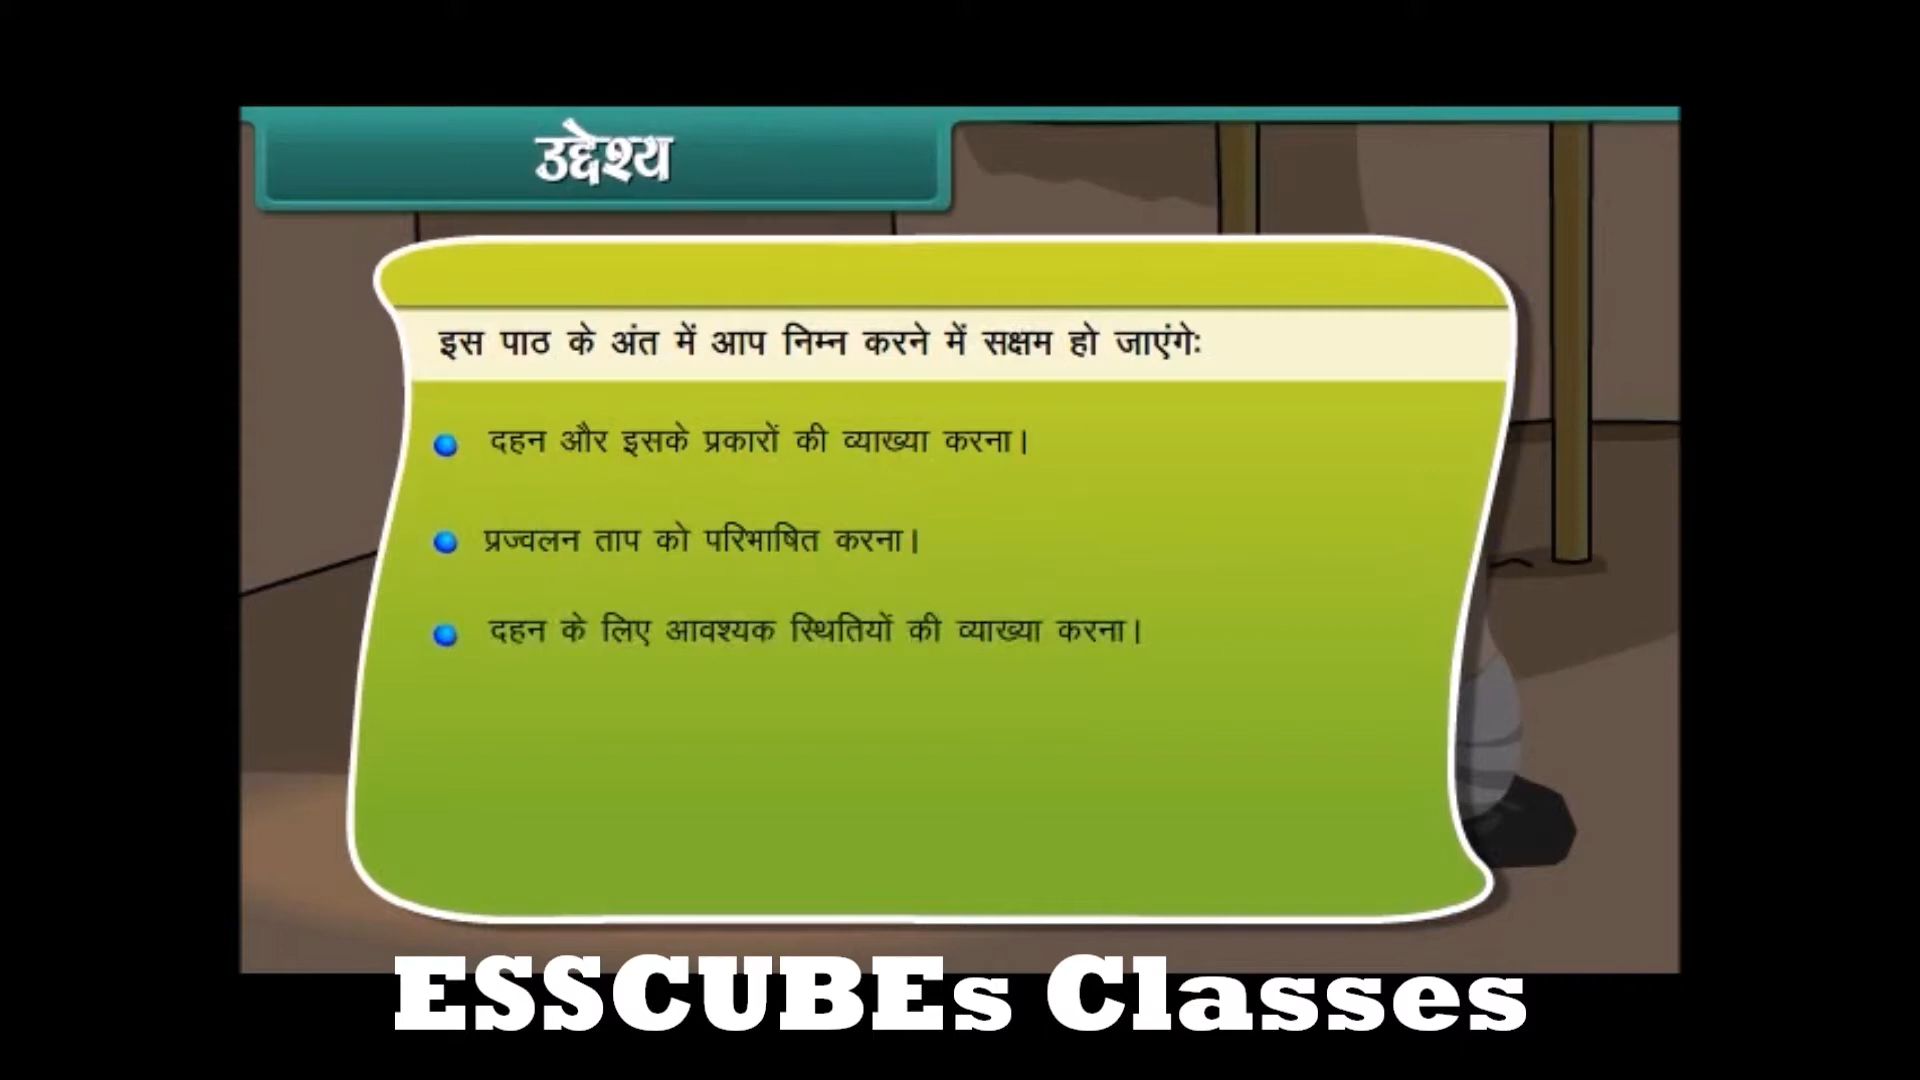 उद्देश्य
इस पाठ के अंत में आप निम्न करने में सक्षम हो जाएंगेः
दहन और इसके प्रकारों की व्याख्या करना।
प्रज्वलन ताप को परिभाषित करना।
दहन के लिए आवश्यक स्थितियों की व्याख्या करना।
ESSCUBEs Classes